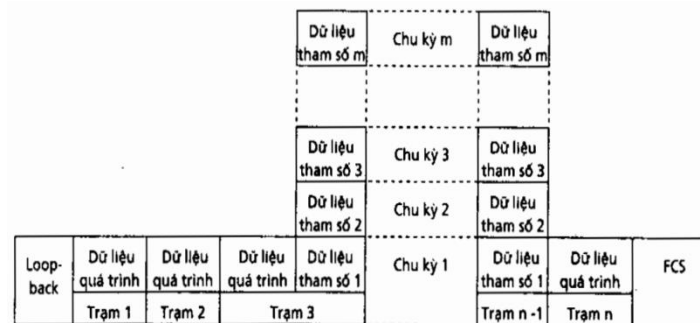 Dữ liệu
tham số m
Chu kỳ m
Dữ liệu
tham số m
Dữ liệu
tham số 3
Chu kỳ 3
Dữ liệu
tham số 3
Dữ liệu
tham số 2
Chu kỳ 2
Dữ liệu
tham số 2
Loop-
back
Dữ liệu
quá trình
Dữ liệu
quá trình
Dữ liệu
quá trình
Dữ liệu
tham số 1
Chu kỳ 1
Dữ liệu
tham số 1
Dữ liệu
quá trình
FCS
Trạm 1
Trạm 2
Trạm 3
Trạm n -1
Trạm n